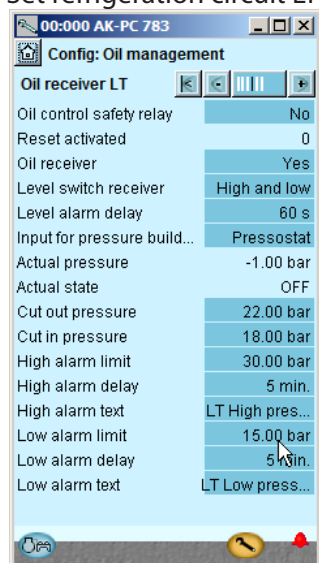 Set refrigeration circuit LT
00:000 AK-PC 783
Config: Oil management
Oil receiver LT
Oil control safety relay No
Reset activated 0
Oil receiver Yes
Level switch receiver High and low
Level alarm delay 60 s
Input for pressure build... Pressostat
Actual pressure -1.00 bar
Actual state OFF
Cut out pressure 22.00 bar
Cut in pressure 18.00 bar
High alarm limit 30.00 bar
High alarm delay 5 min.
High alarm text LT High pres...
Low alarm limit 15.00 bar
Low alarm delay 5 min.
Low alarm text LT Low press...